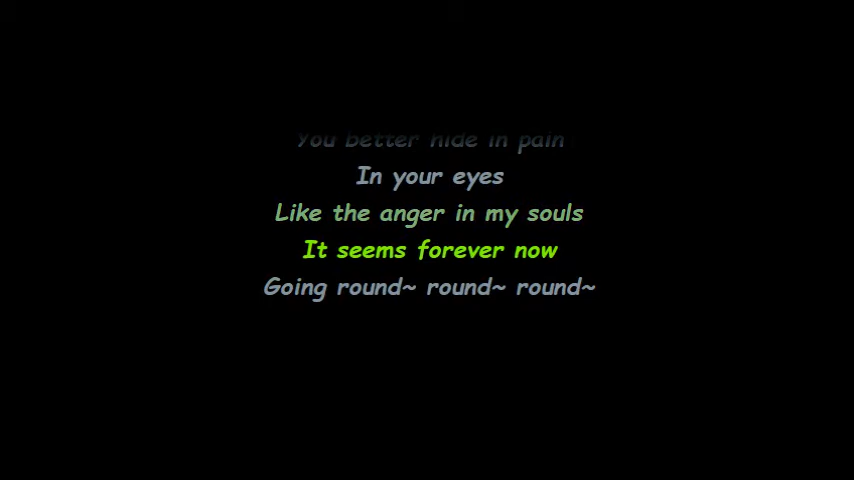 You better hide in pain
In your eyes
Like the anger in my souls
It seems forever now
Going round~ round~ round~